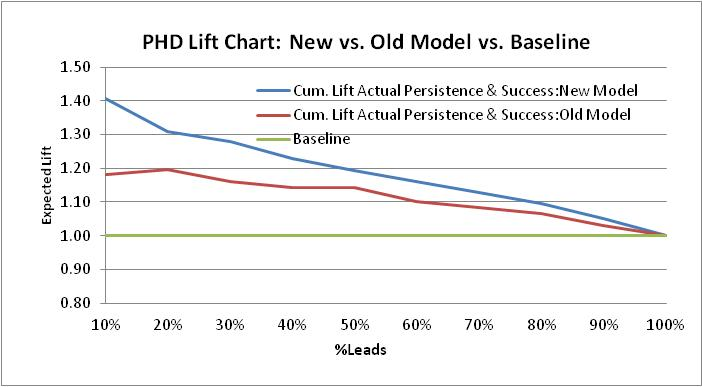 PHD Lift Chart: New vs. Old Model vs. Baseline
1.50
1.40
1.30
1.20
1.10
1.00
0.90
0.80
Expected Lift
Cum. Lift Actual Persistence & Success:New Model
Cum. Lift Actual Persistence & Success:Old Model
Baseline
10% 20% 30% 40% 50% 60% 70% 80% 90% 100%
%Leads